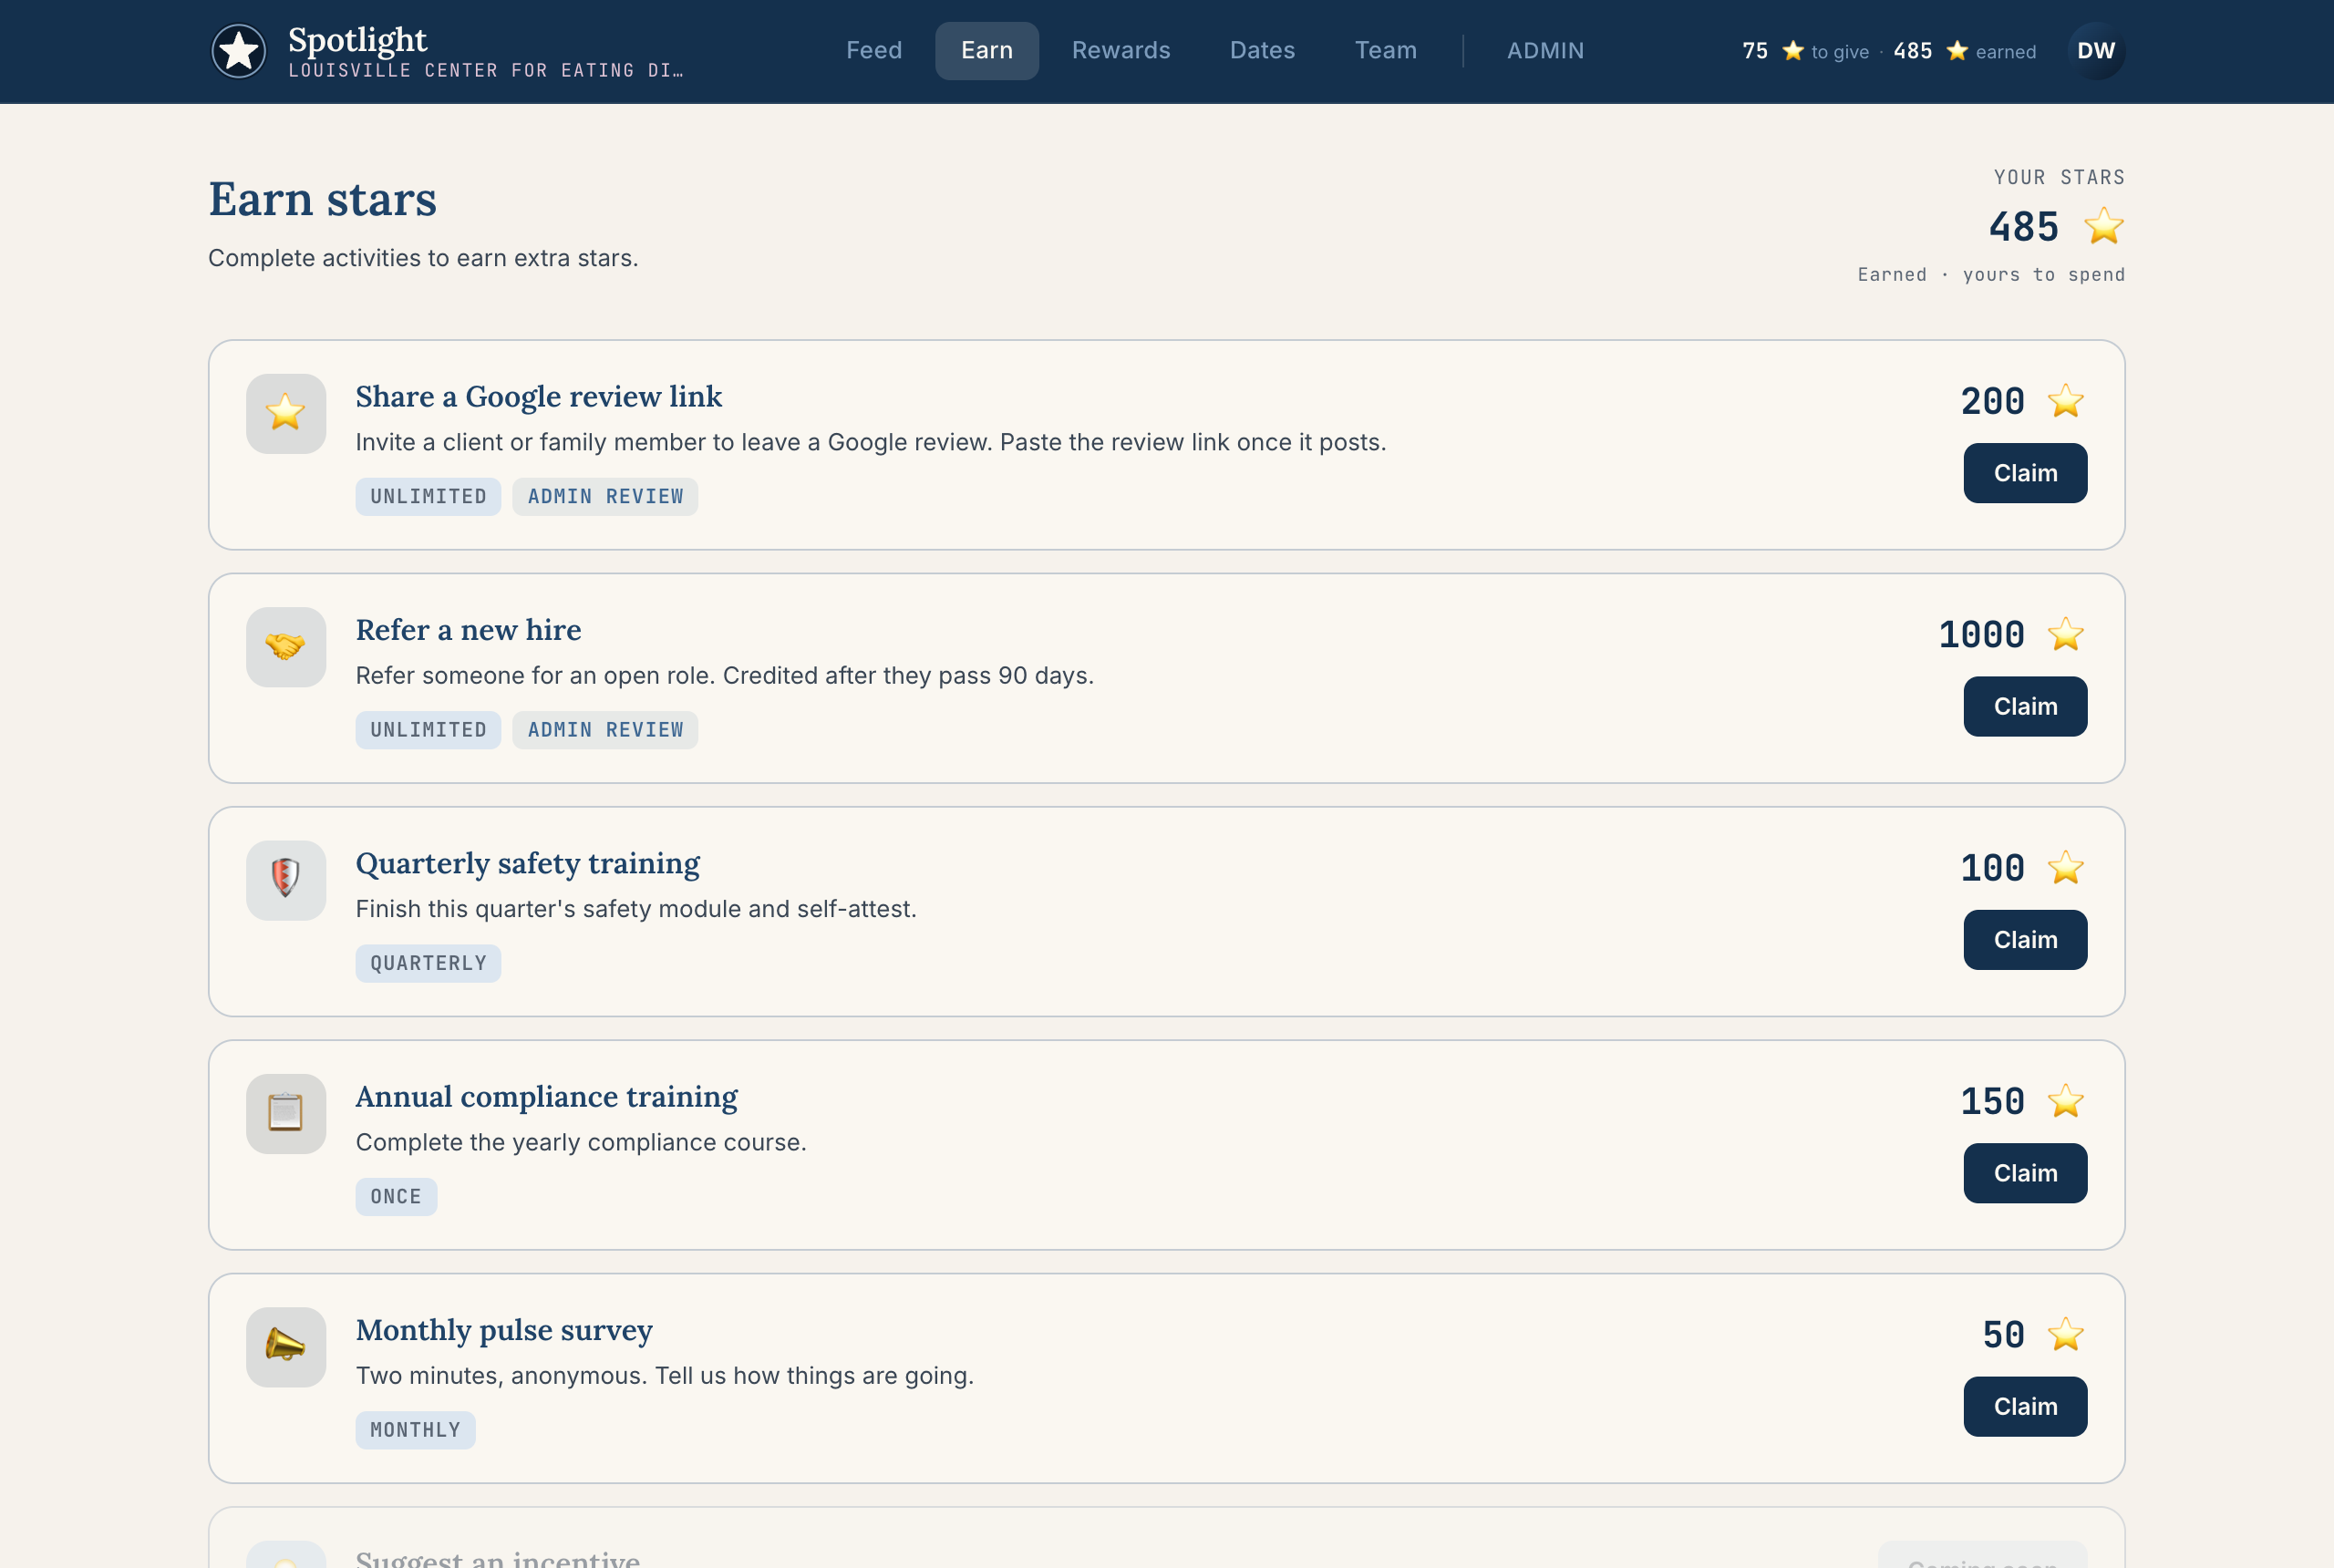 Spotlight
LOUISVILLE CENTER FOR EATING DI…
Feed
Earn
Rewards
Dates
Team
ADMIN
75 ⭐ to give · 485 ⭐ earned
DW
Earn stars
Complete activities to earn extra stars.
YOUR STARS
485 ⭐
Earned · yours to spend
Share a Google review link
Invite a client or family member to leave a Google review. Paste the review link once it posts.
UNLIMITED
ADMIN REVIEW
200 ⭐
Claim
Refer a new hire
Refer someone for an open role. Credited after they pass 90 days.
UNLIMITED
ADMIN REVIEW
1000 ⭐
Claim
Quarterly safety training
Finish this quarter's safety module and self-attest.
QUARTERLY
100 ⭐
Claim
Annual compliance training
Complete the yearly compliance course.
ONCE
150 ⭐
Claim
Monthly pulse survey
Two minutes, anonymous. Tell us how things are going.
MONTHLY
50 ⭐
Claim
Suggest an incentive
Coming soon